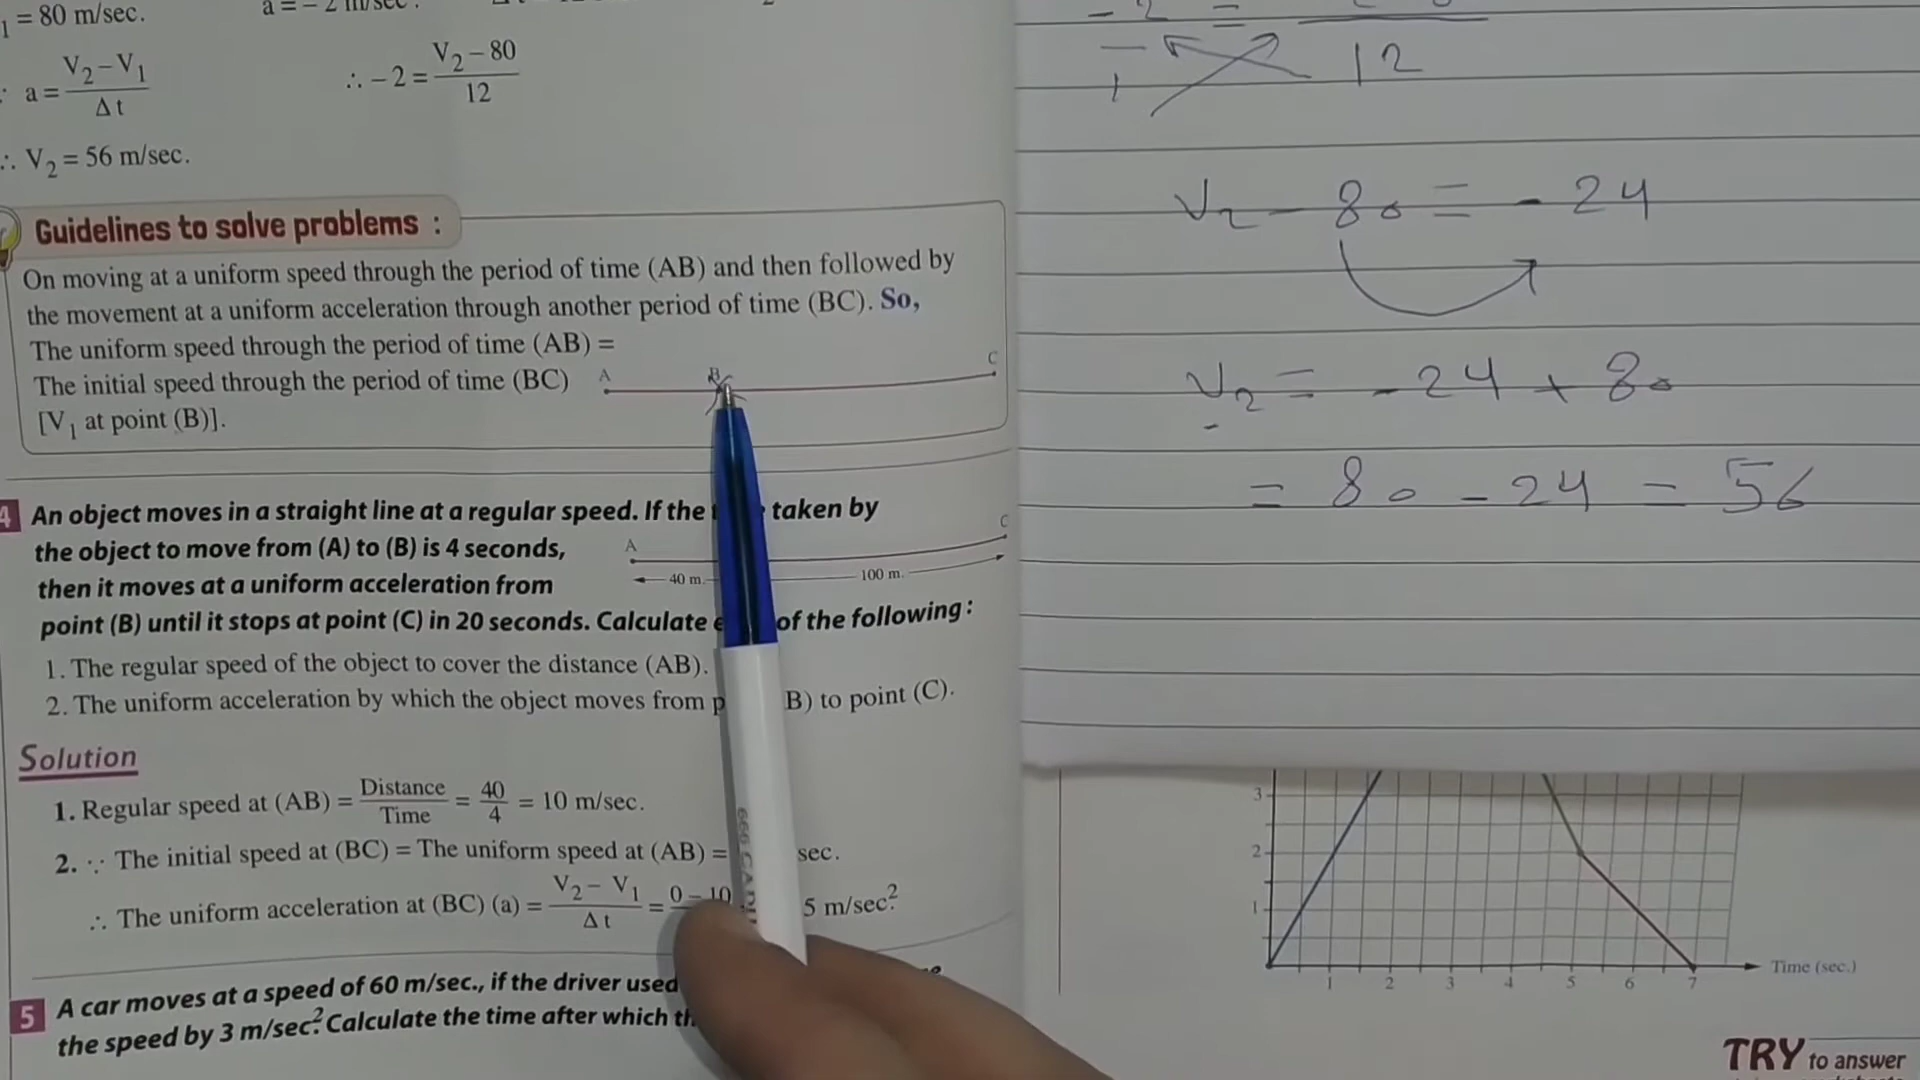 1 = 80 m/sec.
a = V2 – V1 / Δ t
∴ – 2 = V2 – 80 / 12
∴ V2 = 56 m/sec.
Guidelines to solve problems :
On moving at a uniform speed through the period of time (AB) and then followed by
the movement at a uniform acceleration through another period of time (BC). So,
The uniform speed through the period of time (AB) =
The initial speed through the period of time (BC)
[V1 at point (B)].
A B C
4 An object moves in a straight line at a regular speed. If the taken by
the object to move from (A) to (B) is 4 seconds,
then it moves at a uniform acceleration from
point (B) until it stops at point (C) in 20 seconds. Calculate of the following :
A C
40 m. 100 m.
1. The regular speed of the object to cover the distance (AB).
2. The uniform acceleration by which the object moves from B) to point (C).
Solution
1. Regular speed at (AB) = Distance / Time = 40 / 4 = 10 m/sec.
2. ∵ The initial speed at (BC) = The uniform speed at (AB) = sec.
∴ The uniform acceleration at (BC) (a) = V2 – V1 / Δ t = 0 – 10 5 m/sec²
5 A car moves at a speed of 60 m/sec., if the driver used
the speed by 3 m/sec². Calculate the time after which
1 12
V2 – 80 = – 24
V2 = – 24 + 80
= 80 – 24 = 56
3
2
1
1 2 3 4 5 6 7
Time (sec.)
TRY to answer